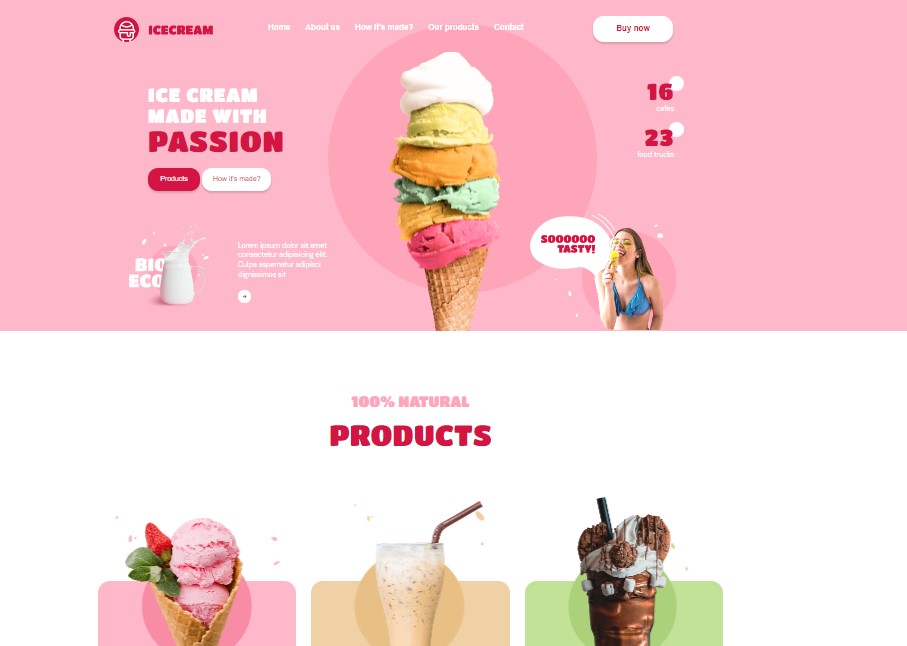 ICECREAM
Home About us How it's made? Our products Contact
Buy now
ICE CREAM
MADE WITH
PASSION
Products
How it's made?
16
cafes
23
food trucks
BIO
ECO
Lorem ipsum dolor sit amet
consectetur adipisicing elit.
Culpa aspernatur adipisci
dignissimos sit
SOOOOOO
TASTY!
100% NATURAL
PRODUCTS